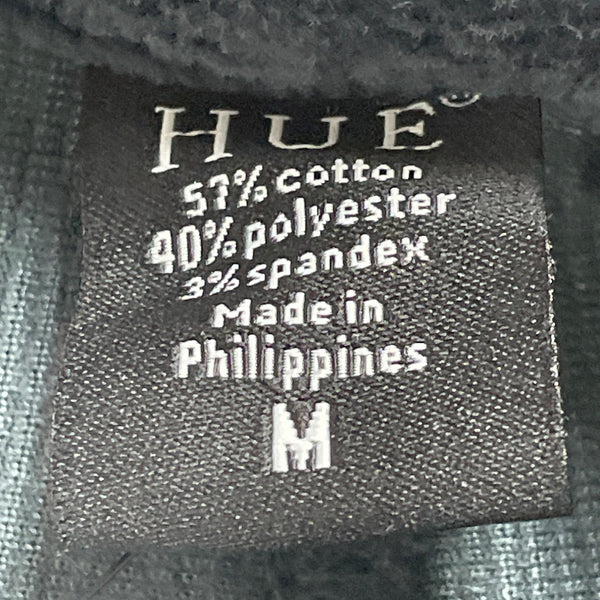 HUE®
57% cotton
40% polyester
3% spandex
Made in
Philippines
M